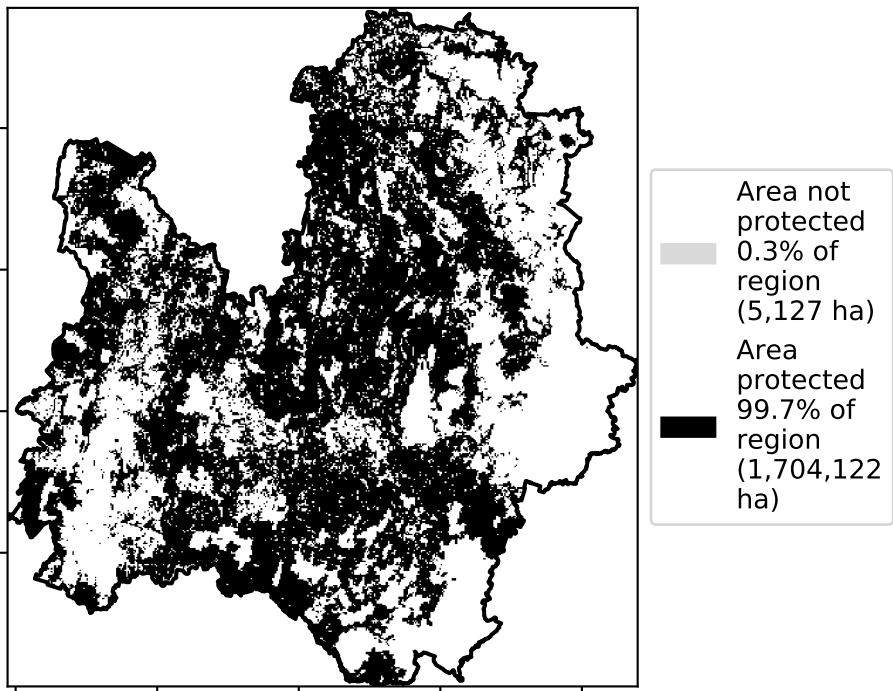 Area not
protected
0.3% of
region
(5,127 ha)
Area
protected
99.7% of
region
(1,704,122
ha)